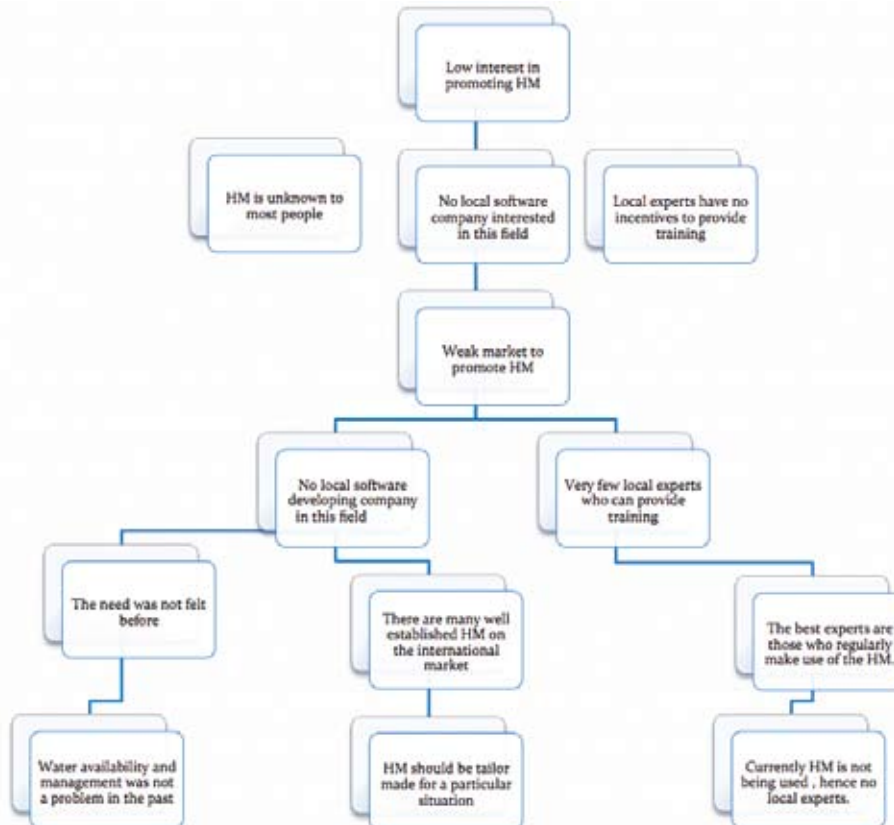 Low interest in
promoting HM
HM is unknown to
most people
No local software
company interested
in this field
Local experts have no
incentives to provide
training
Weak market to
promote HM
No local software
developing company
in this field
Very few local experts
who can provide
training
The need was not felt
before
There are many well
established HM on
the international
market
The best experts are
those who regularly
make use of the HM.
Water availability and
management was not
a problem in the past
HM should be tailor
made for a particular
situation
Currently HM is not
being used , hence no
local experts.